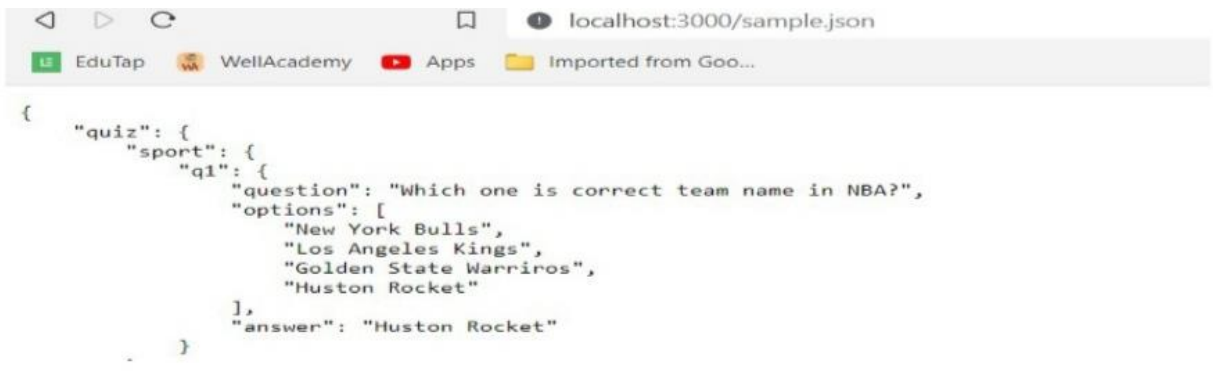 localhost:3000/sample.json
EduTap WellAcademy Apps Imported from Goo...
{
    "quiz": {
        "sport": {
            "q1": {
                "question": "Which one is correct team name in NBA?",
                "options": [
                    "New York Bulls",
                    "Los Angeles Kings",
                    "Golden State Warriros",
                    "Huston Rocket"
                ],
                "answer": "Huston Rocket"
            }